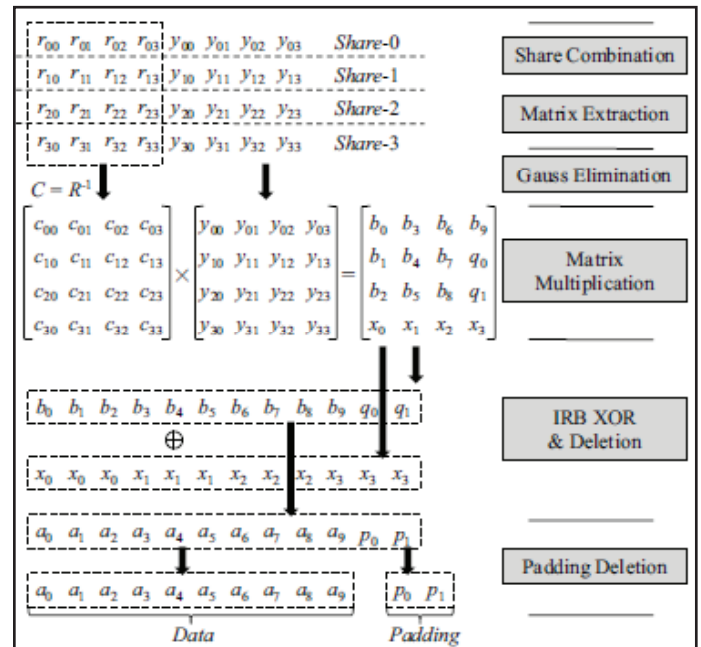 r₀₀ r₀₁ r₀₂ r₀₃ y₀₀ y₀₁ y₀₂ y₀₃ Share-0
Share Combination
r₁₀ r₁₁ r₁₂ r₁₃ y₁₀ y₁₁ y₁₂ y₁₃ Share-1
r₂₀ r₂₁ r₂₂ r₂₃ y₂₀ y₂₁ y₂₂ y₂₃ Share-2
Matrix Extraction
r₃₀ r₃₁ r₃₂ r₃₃ y₃₀ y₃₁ y₃₂ y₃₃ Share-3
Gauss Elimination
C = R⁻¹
c₀₀ c₀₁ c₀₂ c₀₃ y₀₀ y₀₁ y₀₂ y₀₃ b₀ b₃ b₆ b₉
c₁₀ c₁₁ c₁₂ c₁₃ y₁₀ y₁₁ y₁₂ y₁₃ b₁ b₄ b₇ q₀
× =
c₂₀ c₂₁ c₂₂ c₂₃ y₂₀ y₂₁ y₂₂ y₂₃ b₂ b₅ b₈ q₁
c₃₀ c₃₁ c₃₂ c₃₃ y₃₀ y₃₁ y₃₂ y₃₃ x₀ x₁ x₂ x₃
Matrix
Multiplication
b₀ b₁ b₂ b₃ b₄ b₅ b₆ b₇ b₈ b₉ q₀ q₁
⊕
x₀ x₀ x₀ x₁ x₁ x₁ x₂ x₂ x₂ x₃ x₃ x₃
IRB XOR
& Deletion
a₀ a₁ a₂ a₃ a₄ a₅ a₆ a₇ a₈ a₉ p₀ p₁
Padding Deletion
a₀ a₁ a₂ a₃ a₄ a₅ a₆ a₇ a₈ a₉ p₀ p₁
Data Padding